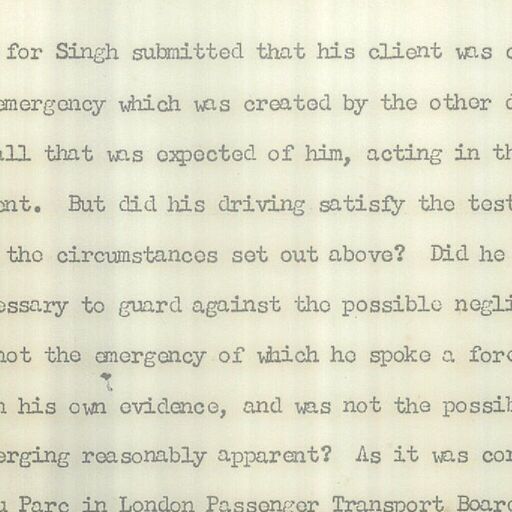 for Singh submitted that his client was c
emergency which was created by the other d
all that was expected of him, acting in th
ent. But did his driving satisfy the test
the circumstances set out above? Did he
essary to guard against the possible negli
not the emergency of which he spoke a fore
n his own evidence, and was not the possib
erging reasonably apparent? As it was con
u Parc in London Passenger Transport Board